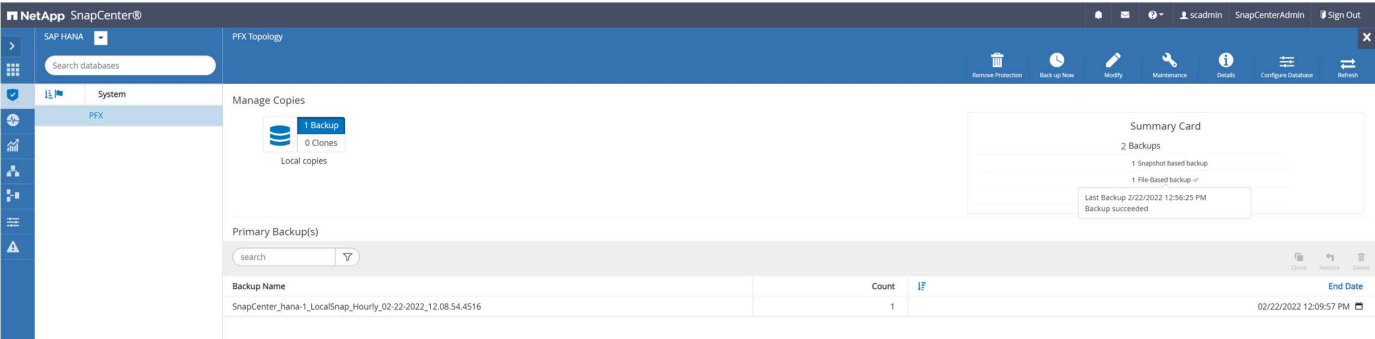 NetApp SnapCenter®
scadmin SnapCenterAdmin Sign Out
SAP HANA
PFX Topology
Search databases
Remove Protection Back up Now Modify Maintenance Details Configure Database Refresh
System
PFX
Manage Copies
1 Backup
0 Clones
Local copies
Summary Card
2 Backups
1 Snapshot based backup
1 File-Based backup
Last Backup 2/22/2022 12:56:25 PM
Backup succeeded
Primary Backup(s)
search
Clone Restore Delete
Backup Name Count End Date
SnapCenter_hana-1_LocalSnap_Hourly_02-22-2022_12.08.54.4516 1 02/22/2022 12:09:57 PM